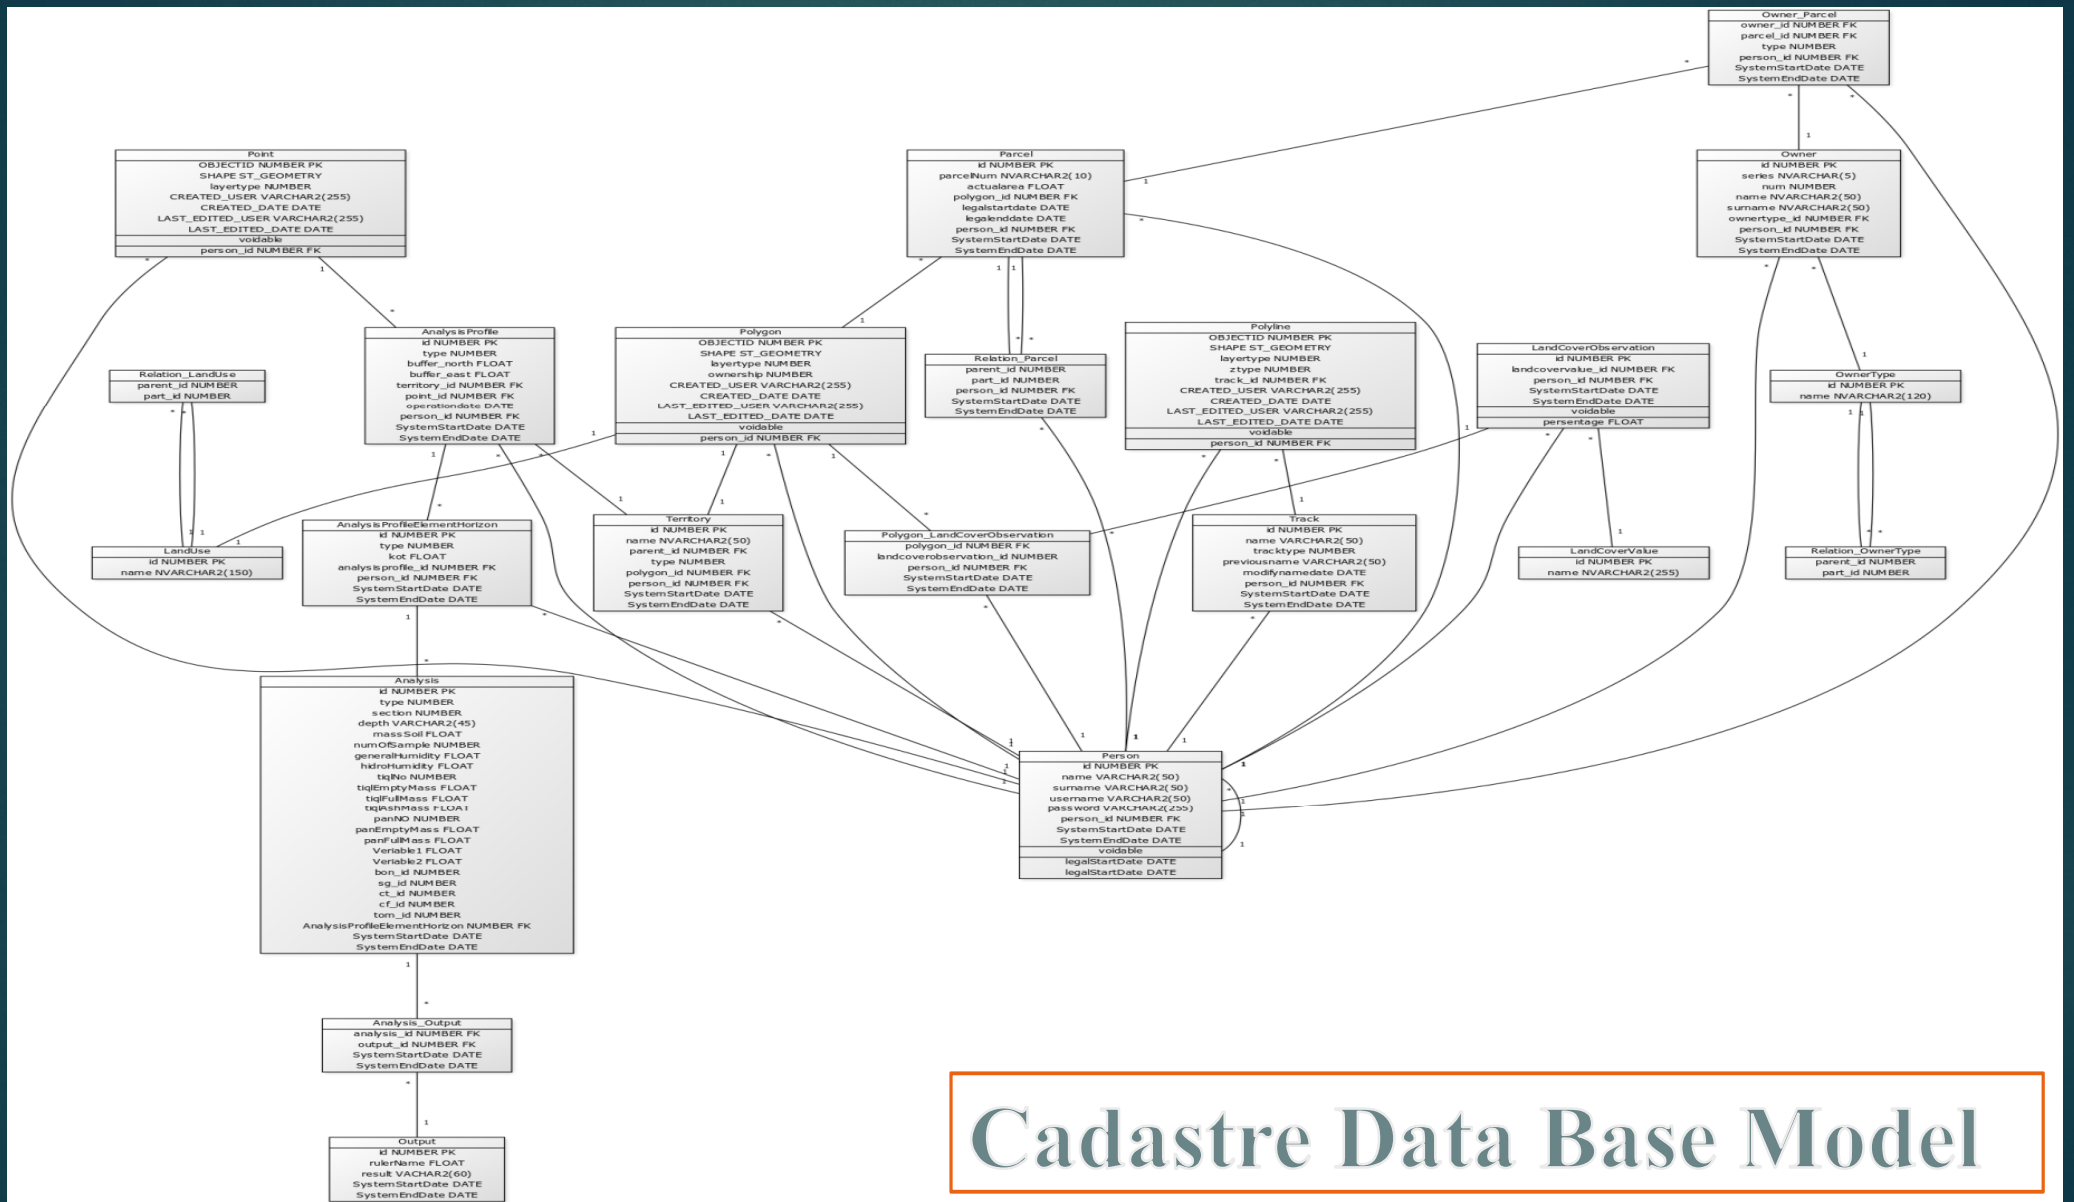 Owner_Parcel
owner_id NUMBER FK
parcel_id NUMBER FK
type NUMBER
person_id NUMBER FK
SystemStartDate DATE
SystemEndDate DATE
Point
OBJECTID NUMBER PK
SHAPE ST_GEOMETRY
layertype NUMBER
CREATED_USER VARCHAR2(255)
CREATED_DATE DATE
LAST_EDITED_USER VARCHAR2(255)
LAST_EDITED_DATE DATE
voidable
person_id NUMBER FK
Parcel
id NUMBER PK
parcelNum NVARCHAR2(10)
actualarea FLOAT
polygon_id NUMBER FK
legalstartdate DATE
legalenddate DATE
person_id NUMBER FK
SystemStartDate DATE
SystemEndDate DATE
Owner
id NUMBER PK
series NVARCHAR(5)
num NUMBER
name NVARCHAR2(50)
surname NVARCHAR2(50)
ownertype_id NUMBER FK
person_id NUMBER FK
SystemStartDate DATE
SystemEndDate DATE
Relation_LandUse
parent_id NUMBER
part_id NUMBER
AnalysisProfile
id NUMBER PK
type NUMBER
buffer_north FLOAT
buffer_east FLOAT
territory_id NUMBER FK
point_id NUMBER FK
operationdate DATE
person_id NUMBER FK
SystemStartDate DATE
SystemEndDate DATE
Polygon
OBJECTID NUMBER PK
SHAPE ST_GEOMETRY
layertype NUMBER
ownership NUMBER
CREATED_USER VARCHAR2(255)
CREATED_DATE DATE
LAST_EDITED_USER VARCHAR2(255)
LAST_EDITED_DATE DATE
voidable
person_id NUMBER FK
Relation_Parcel
parent_id NUMBER
part_id NUMBER
person_id NUMBER FK
SystemStartDate DATE
SystemEndDate DATE
Polyline
OBJECTID NUMBER PK
SHAPE ST_GEOMETRY
layertype NUMBER
ztype NUMBER
track_id NUMBER FK
CREATED_USER VARCHAR2(255)
CREATED_DATE DATE
LAST_EDITED_USER VARCHAR2(255)
LAST_EDITED_DATE DATE
voidable
person_id NUMBER FK
LandCoverObservation
id NUMBER PK
landcovervalue_id NUMBER FK
person_id NUMBER FK
SystemStartDate DATE
SystemEndDate DATE
voidable
persentage FLOAT
OwnerType
id NUMBER PK
name NVARCHAR2(120)
LandUse
id NUMBER PK
name NVARCHAR2(150)
AnalysisProfileElementHorizon
id NUMBER PK
type NUMBER
kot FLOAT
analysisprofile_id NUMBER FK
person_id NUMBER FK
SystemStartDate DATE
SystemEndDate DATE
Territory
id NUMBER PK
name NVARCHAR2(50)
parent_id NUMBER FK
type NUMBER
polygon_id NUMBER FK
person_id NUMBER FK
SystemStartDate DATE
SystemEndDate DATE
Polygon_LandCoverObservation
polygon_id NUMBER FK
landcoverobservation_id NUMBER
person_id NUMBER FK
SystemStartDate DATE
SystemEndDate DATE
Track
id NUMBER PK
name VARCHAR2(50)
tracktype NUMBER
previousname VARCHAR2(50)
modifynamedate DATE
person_id NUMBER FK
SystemStartDate DATE
SystemEndDate DATE
LandCoverValue
id NUMBER PK
name NVARCHAR2(255)
Relation_OwnerType
parent_id NUMBER
part_id NUMBER
Analysis
id NUMBER PK
type NUMBER
section NUMBER
depth VARCHAR2(45)
massSoil FLOAT
numOfSample NUMBER
generalHumidity FLOAT
hidroHumidity FLOAT
tiqlNo NUMBER
tiqlEmptyMass FLOAT
tiqlFullMass FLOAT
tiqlAshMass FLOAT
panNO NUMBER
panEmptyMass FLOAT
panFullMass FLOAT
Veriable1 FLOAT
Veriable2 FLOAT
bon_id NUMBER
sg_id NUMBER
ct_id NUMBER
cf_id NUMBER
tom_id NUMBER
AnalysisProfileElementHorizon NUMBER FK
SystemStartDate DATE
SystemEndDate DATE
Person
id NUMBER PK
name VARCHAR2(50)
surname VARCHAR2(50)
username VARCHAR2(50)
password VARCHAR2(255)
person_id NUMBER FK
SystemStartDate DATE
SystemEndDate DATE
voidable
legalStartDate DATE
legalStartDate DATE
Analysis_Output
analysis_id NUMBER FK
output_id NUMBER FK
SystemStartDate DATE
SystemEndDate DATE
Output
id NUMBER PK
rulerName FLOAT
result VACHAR2(60)
SystemStartDate DATE
SystemEndDate DATE
Cadastre Data Base Model